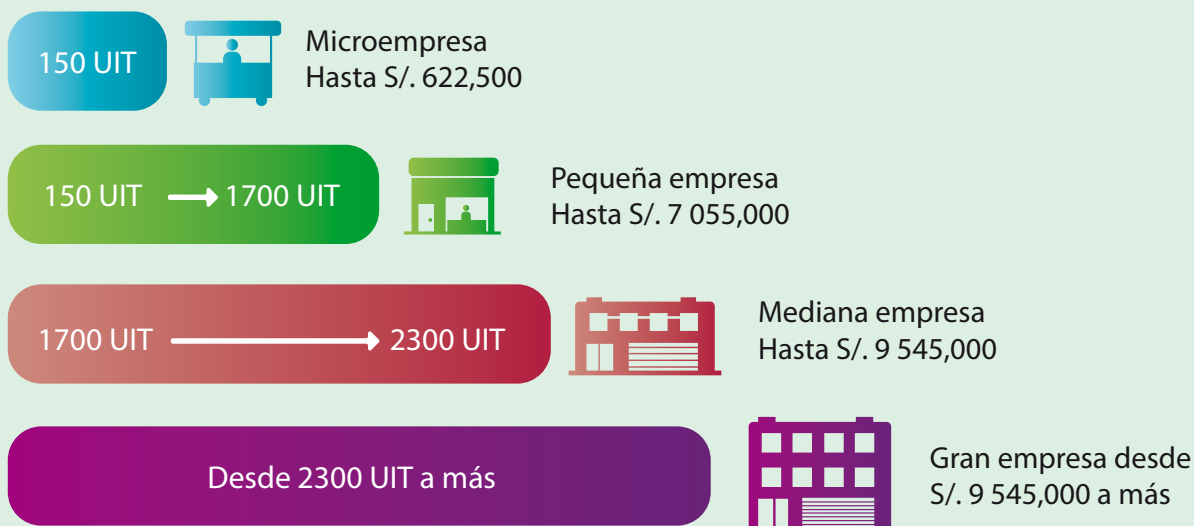 150 UIT
Microempresa
Hasta S/. 622,500
150 UIT → 1700 UIT
Pequeña empresa
Hasta S/. 7 055,000
1700 UIT → 2300 UIT
Mediana empresa
Hasta S/. 9 545,000
Desde 2300 UIT a más
Gran empresa desde
S/. 9 545,000 a más